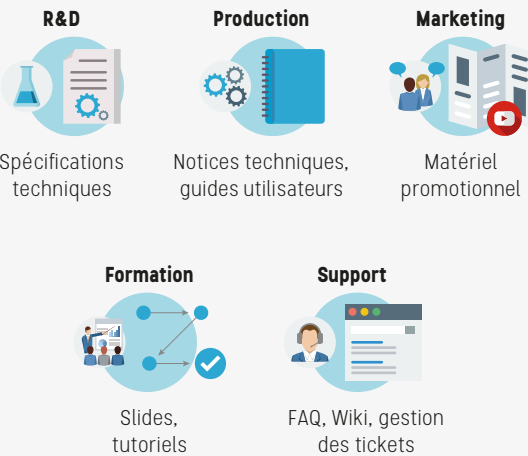 R&D
Production
Marketing
Spécifications
techniques
Notices techniques,
guides utilisateurs
Matériel
promotionnel
Formation
Support
Slides,
tutoriels
FAQ, Wiki, gestion
des tickets